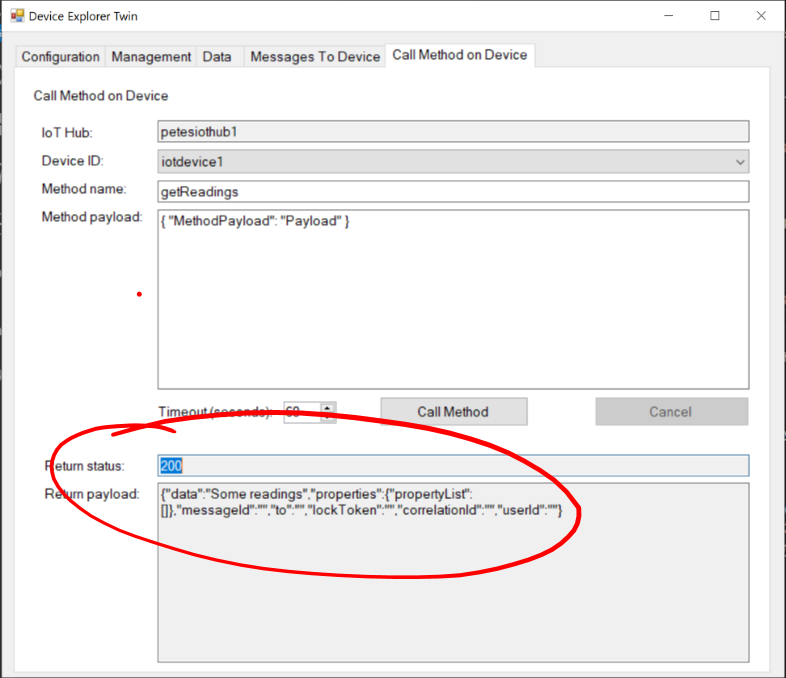 Device Explorer Twin
Configuration Management Data Messages To Device Call Method on Device
Call Method on Device
IoT Hub: petesiothub1
Device ID: iotdevice1
Method name: getReadings
Method payload: { "MethodPayload": "Payload" }
Timeout (seconds): 60 Call Method Cancel
Return status: 200
Return payload: {"data":"Some readings","properties":{"propertyList":
[]},"messageId":"","to":"","lockToken":"","correlationId":"","userId":""}